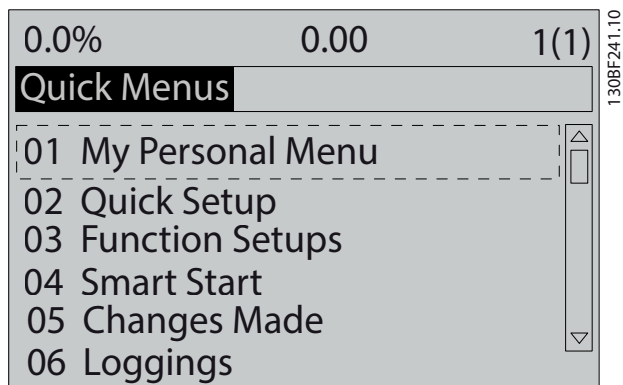 0.0% 0.00 1(1)
Quick Menus
01 My Personal Menu
02 Quick Setup
03 Function Setups
04 Smart Start
05 Changes Made
06 Loggings
130BF241.10